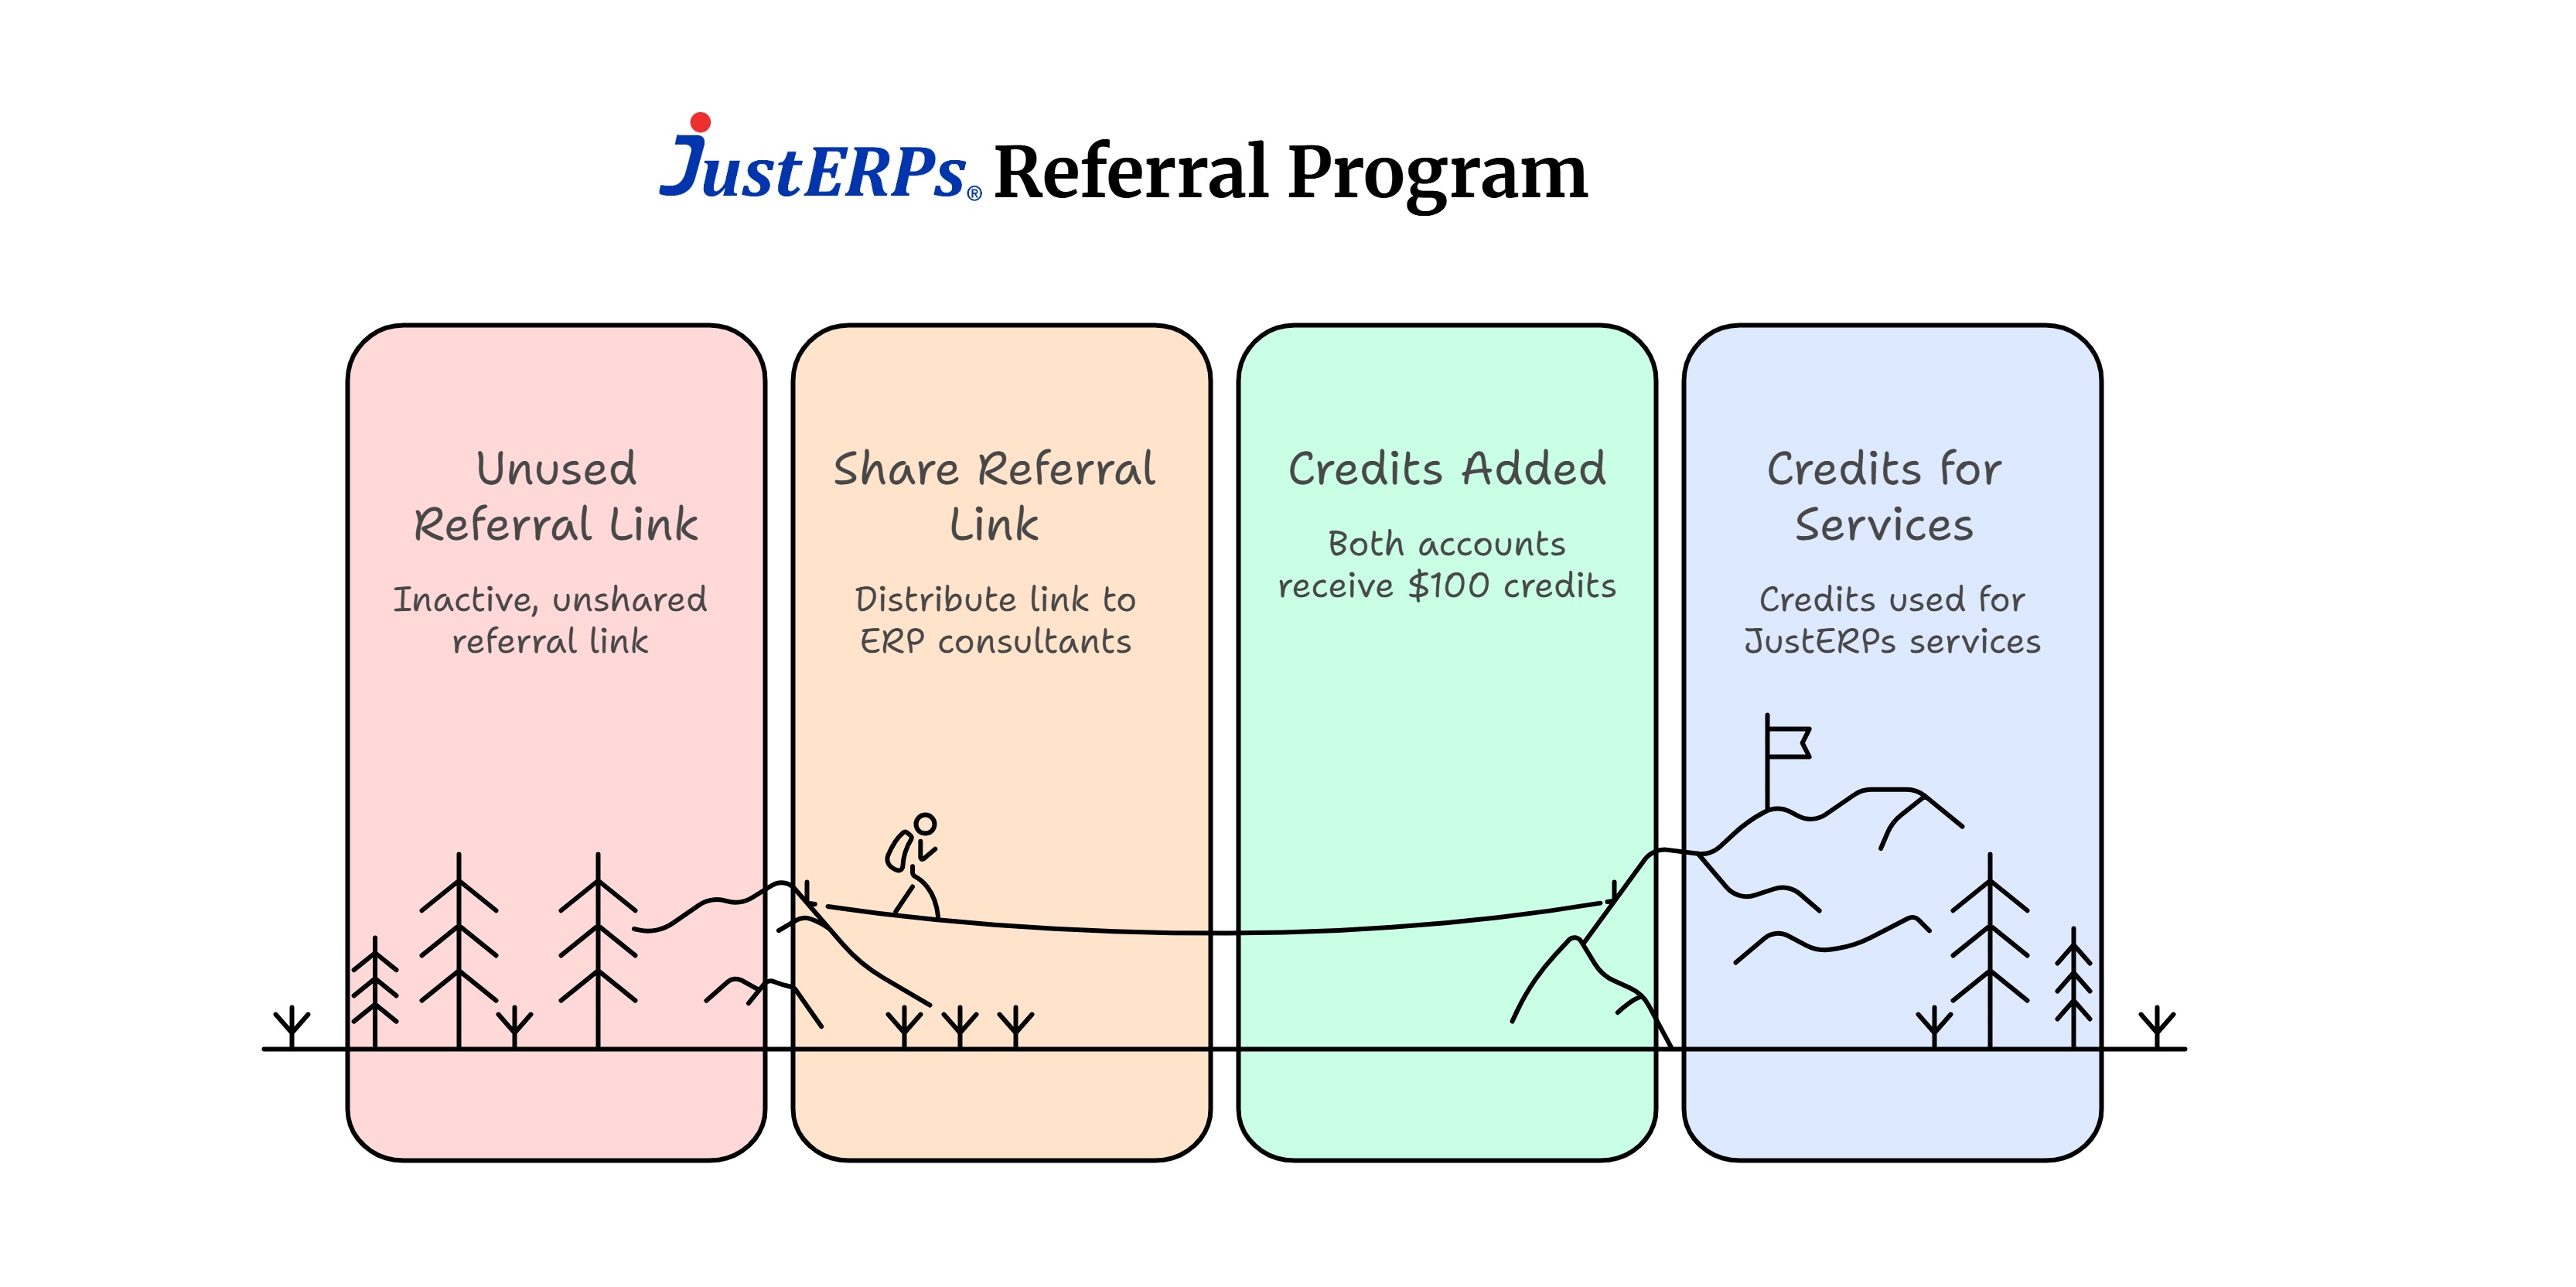 JustERPs® Referral Program
Unused
Referral Link
Inactive, unshared
referral link
Share Referral
Link
Distribute link to
ERP consultants
Credits Added
Both accounts
receive $100 credits
Credits for
Services
Credits used for
JustERPs services